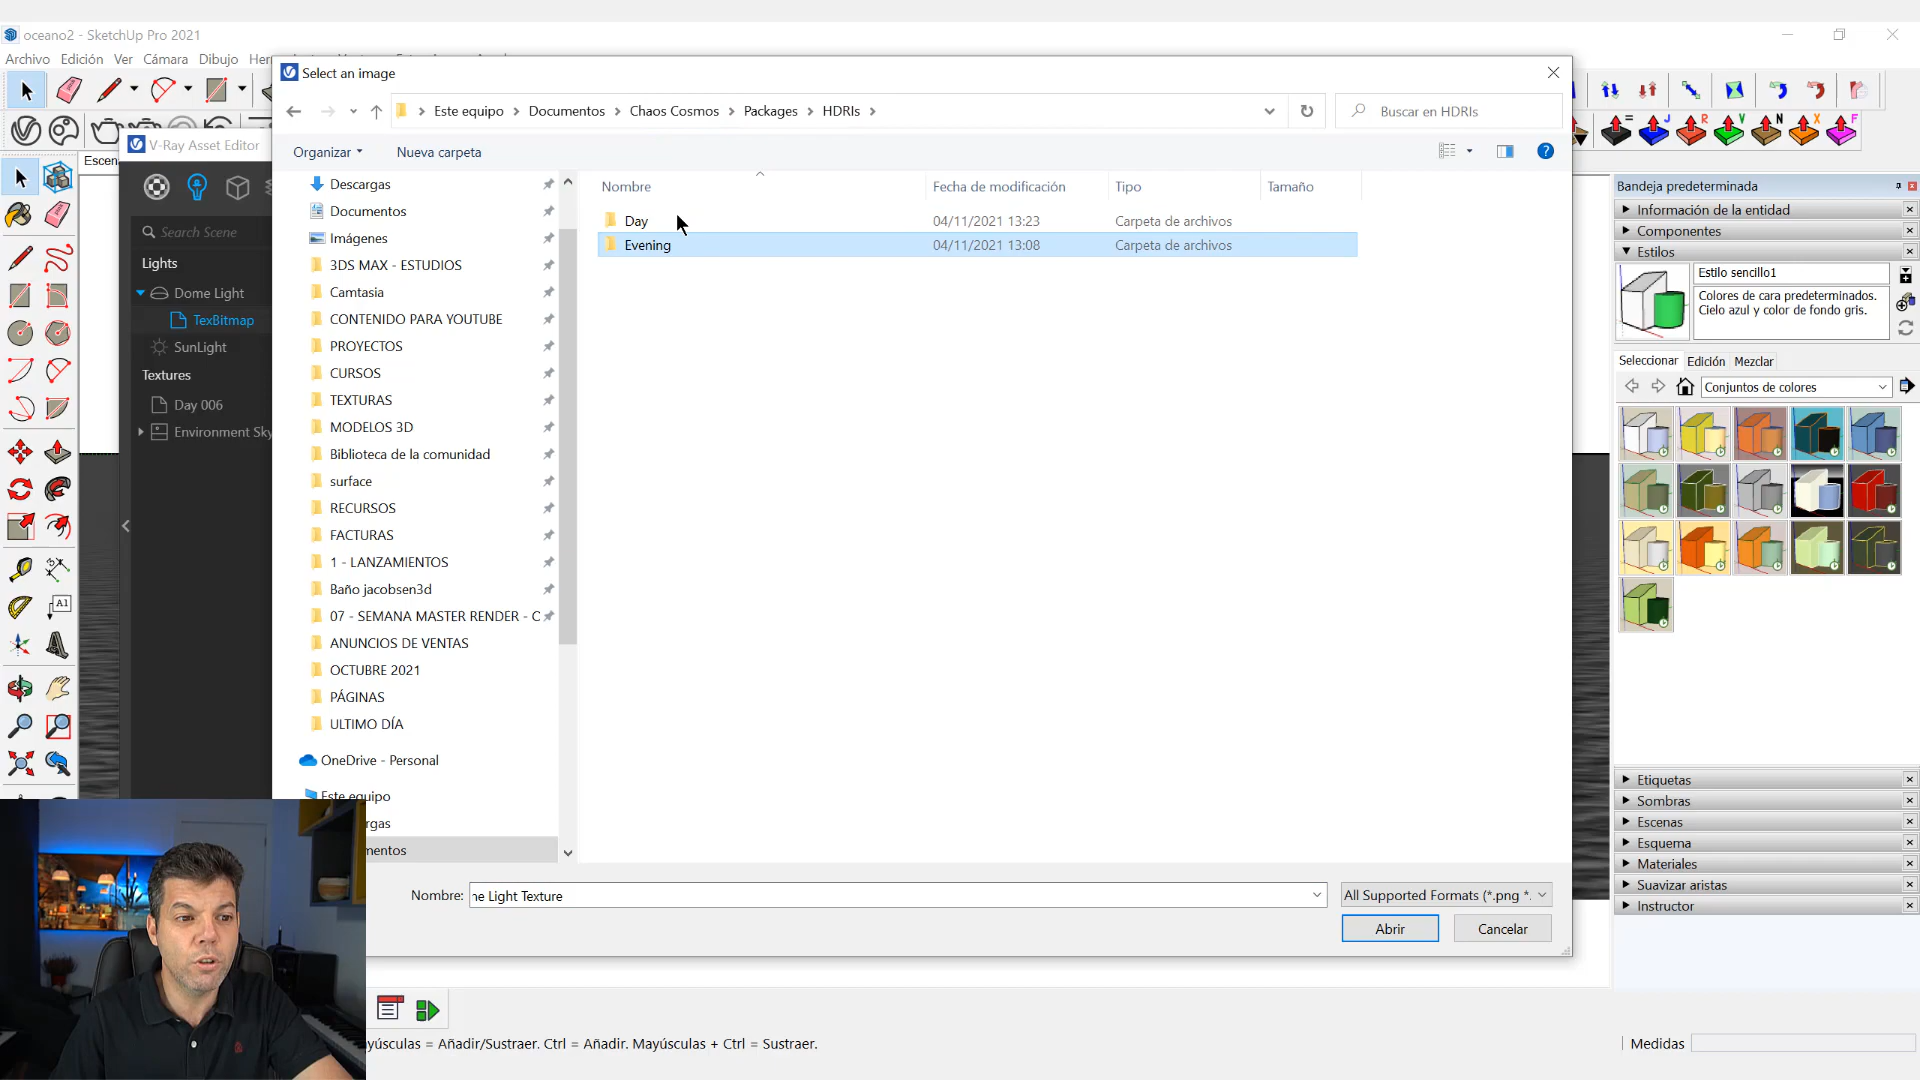 oceano2 - SketchUp Pro 2021
Archivo Edición Ver Cámara Dibujo
Select an image
Este equipo Documentos Chaos Cosmos Packages HDRIs
Buscar en HDRIs
Organizar Nueva carpeta
V-Ray Asset Editor
Search Scene
Lights
Dome Light
TexBitmap
SunLight
Textures
Day 006
Environment Sky
Descargas
Documentos
Imágenes
3DS MAX - ESTUDIOS
Camtasia
CONTENIDO PARA YOUTUBE
PROYECTOS
CURSOS
TEXTURAS
MODELOS 3D
Biblioteca de la comunidad
surface
RECURSOS
FACTURAS
1 - LANZAMIENTOS
Baño jacobsen3d
07 - SEMANA MASTER RENDER - C
ANUNCIOS DE VENTAS
OCTUBRE 2021
PÁGINAS
ULTIMO DÍA
OneDrive - Personal
Este equipo
rgas
mentos
Nombre Fecha de modificación Tipo Tamaño
Day 04/11/2021 13:23 Carpeta de archivos
Evening 04/11/2021 13:08 Carpeta de archivos
Nombre: ne Light Texture
All Supported Formats (*.png *.
Abrir Cancelar
Bandeja predeterminada
Información de la entidad
Componentes
Estilos
Estilo sencillo1
Colores de cara predeterminados.
Cielo azul y color de fondo gris.
Seleccionar Edición Mezclar
Conjuntos de colores
Etiquetas
Sombras
Escenas
Esquema
Materiales
Suavizar aristas
Instructor
yúsculas = Añadir/Sustraer. Ctrl = Añadir. Mayúsculas + Ctrl = Sustraer.
Medidas